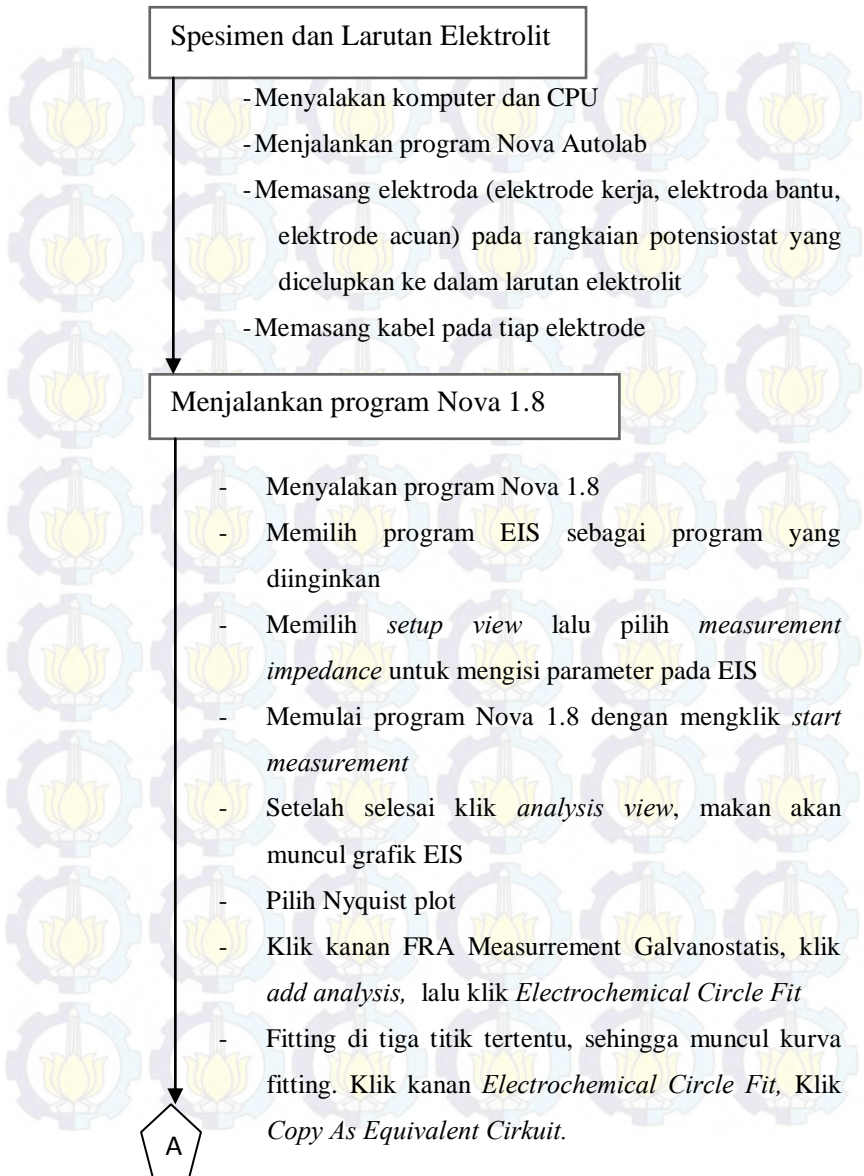 Spesimen dan Larutan Elektrolit
-Menyalakan komputer dan CPU
-Menjalankan program Nova Autolab
-Memasang elektroda (elektrode kerja, elektroda bantu,
elektrode acuan) pada rangkaian potensiostat yang
dicelupkan ke dalam larutan elektrolit
-Memasang kabel pada tiap elektrode
Menjalankan program Nova 1.8
- Menyalakan program Nova 1.8
- Memilih program EIS sebagai program yang
diinginkan
- Memilih setup view lalu pilih measurement
impedance untuk mengisi parameter pada EIS
- Memulai program Nova 1.8 dengan mengklik start
measurement
- Setelah selesai klik analysis view, makan akan
muncul grafik EIS
- Pilih Nyquist plot
- Klik kanan FRA Measurrement Galvanostatis, klik
add analysis, lalu klik Electrochemical Circle Fit
- Fitting di tiga titik tertentu, sehingga muncul kurva
fitting. Klik kanan Electrochemical Circle Fit, Klik
Copy As Equivalent Cirkuit.
A